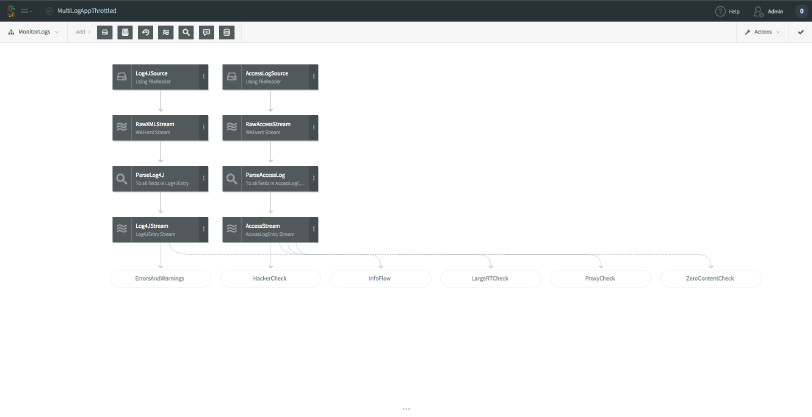 MultiLogAppThrottled
Help
Admin
0
MonitorLogs
Add
Actions
Log4JSource
Using FileReader
AccessLogSource
Using FileReader
RawXMLStream
WAEvent Stream
RawAccessStream
WAEvent Stream
ParseLog4J
To all fields in Log4JEntry
ParseAccessLog
To all fields in AccessLogE...
Log4JStream
Log4JEntry Stream
AccessStream
AccessLogEntry Stream
ErrorsAndWarnings
HackerCheck
InfoFlow
LargeRTCheck
ProxyCheck
ZeroContentCheck